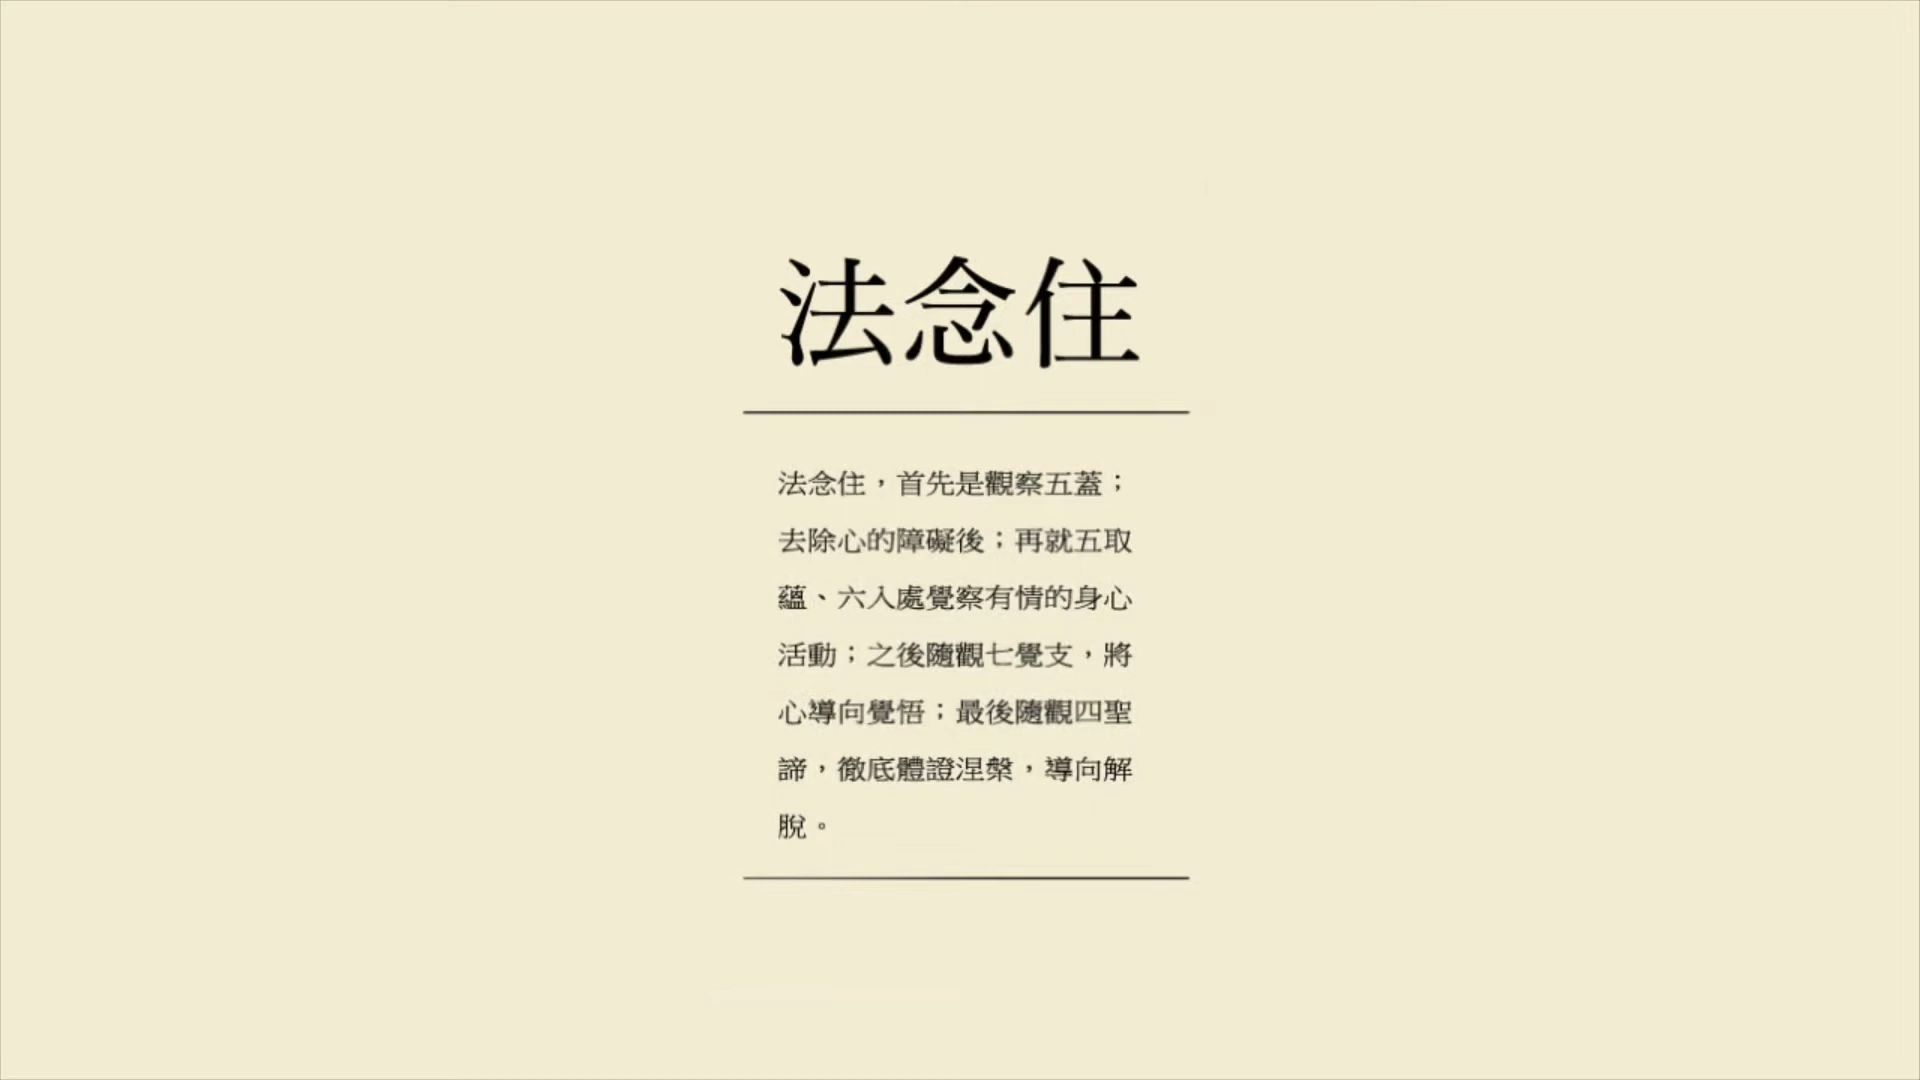 法念住
法念住，首先是觀察五蓋；
去除心的障礙後；再就五取
蘊、六入處覺察有情的身心
活動；之後隨觀七覺支，將
心導向覺悟；最後隨觀四聖
諦，徹底體證涅槃，導向解
脫。